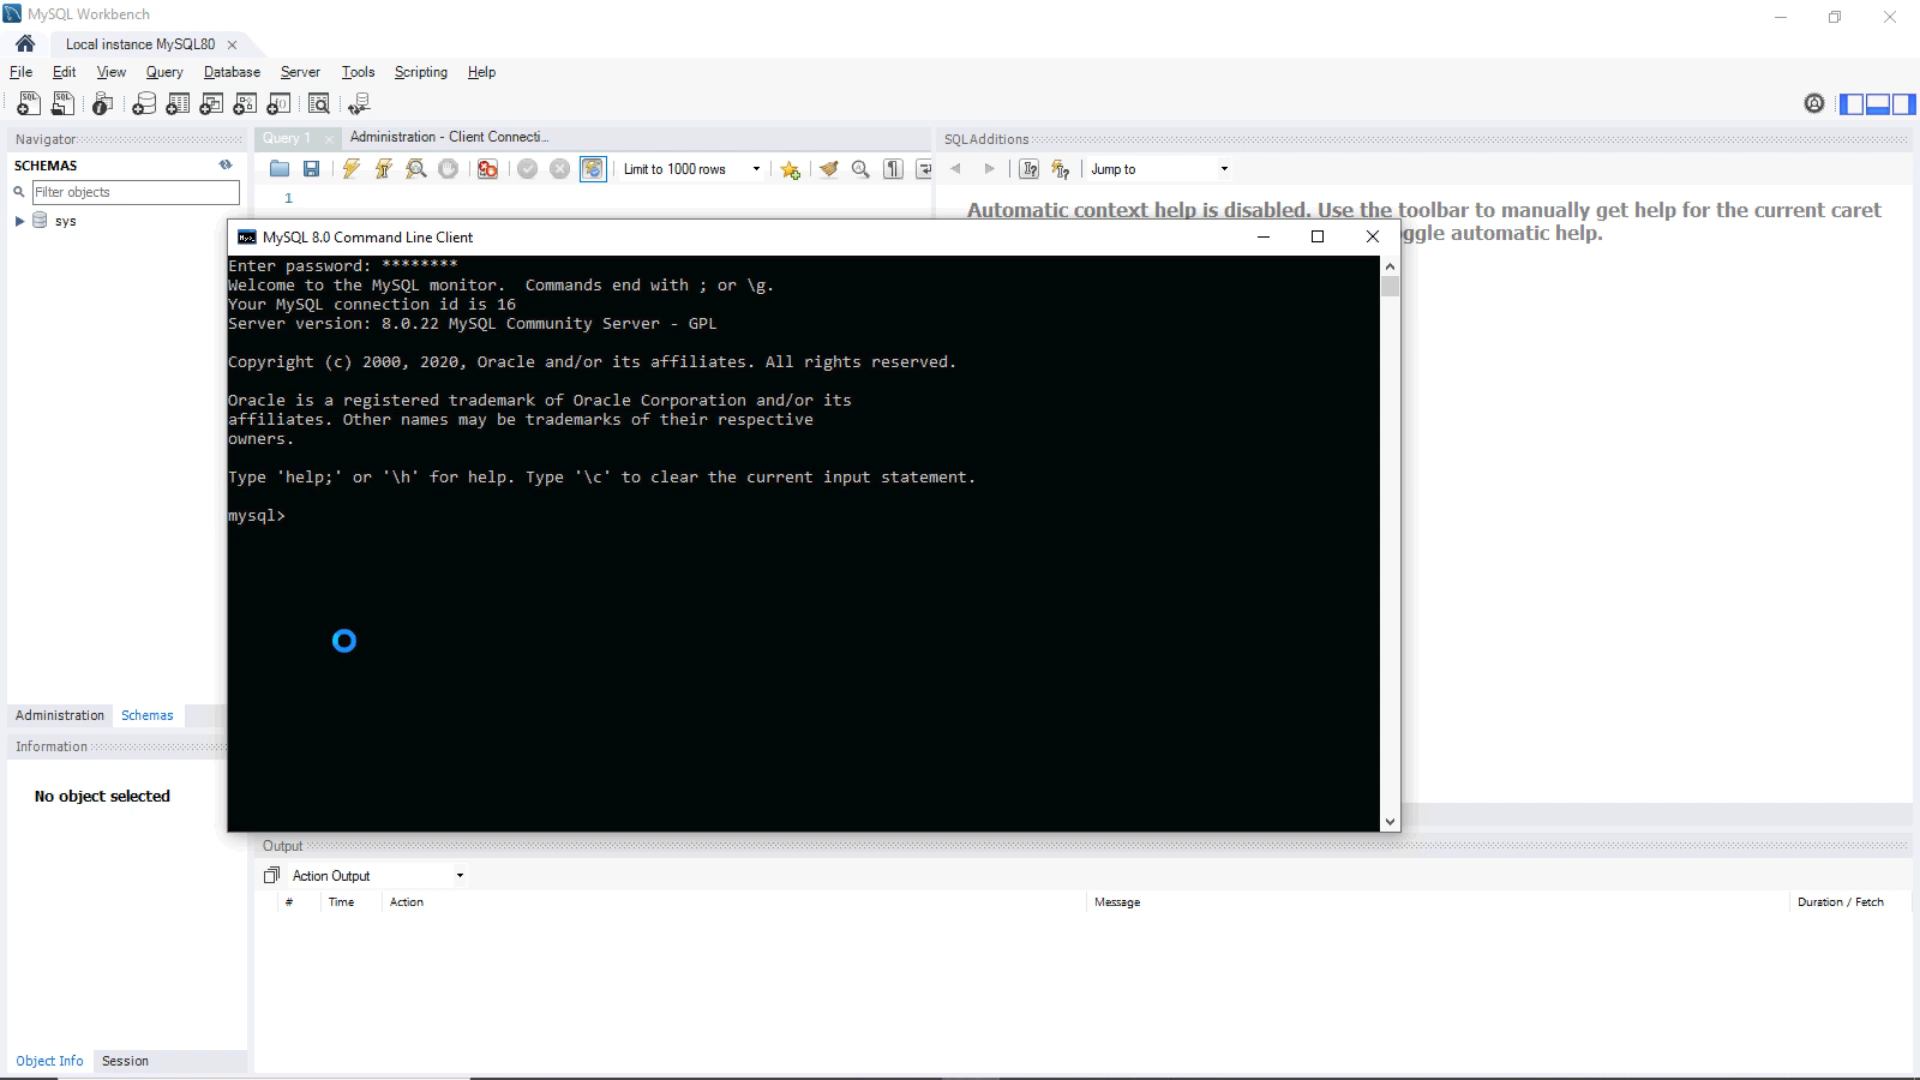 MySQL Workbench
Local instance MySQL80
File Edit View Query Database Server Tools Scripting Help
Navigator
SCHEMAS
Filter objects
sys
Query 1
Administration - Client Connecti...
Limit to 1000 rows
1
SQLAdditions
Jump to
Automatic context help is disabled. Use the toolbar to manually get help for the current caret
ggle automatic help.
MySQL 8.0 Command Line Client
Enter password: ********
Welcome to the MySQL monitor.  Commands end with ; or \g.
Your MySQL connection id is 16
Server version: 8.0.22 MySQL Community Server - GPL
Copyright (c) 2000, 2020, Oracle and/or its affiliates. All rights reserved.
Oracle is a registered trademark of Oracle Corporation and/or its
affiliates. Other names may be trademarks of their respective
owners.
Type 'help;' or '\h' for help. Type '\c' to clear the current input statement.
mysql>
Administration Schemas
Information
No object selected
Object Info Session
Output
Action Output
# Time Action Message Duration / Fetch